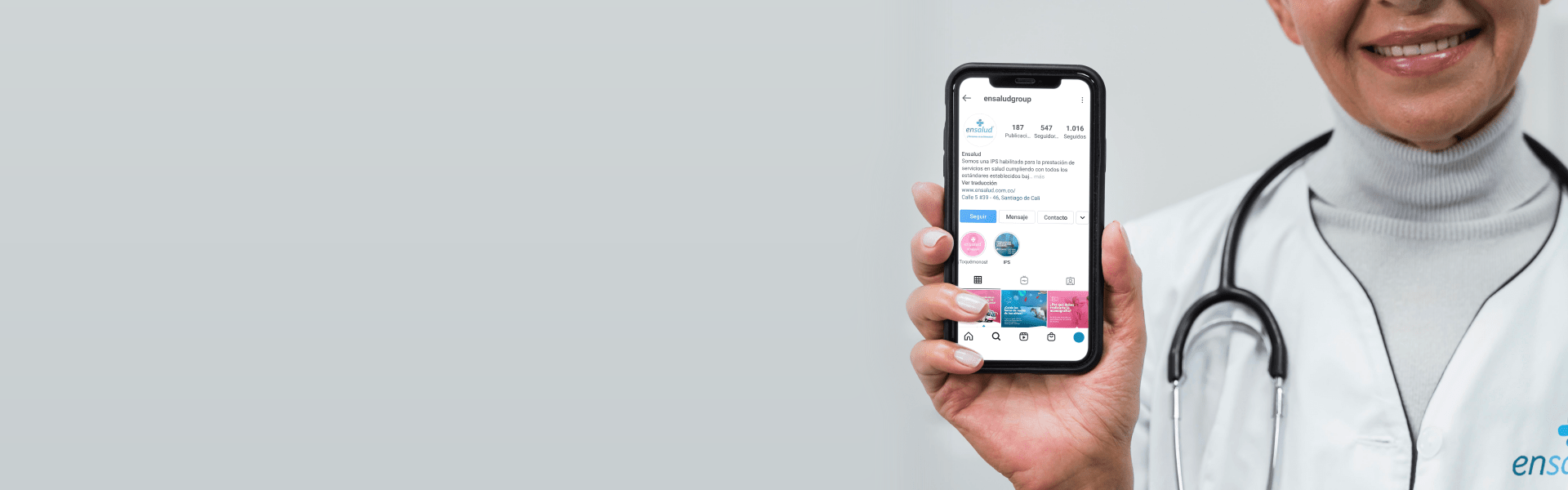 ensaludgroup
ensalud
187 547 1.016
Publicaci... Seguidor... Seguidos
Ensalud
Somos una IPS habilitada para la prestación de
servicios en salud cumpliendo con todos los
estándares establecidos baj... más
Ver traducción
www.ensalud.com.co/
Calle 5 #39 - 46, Santiago de Cali
Seguir Mensaje Contacto
IPS
ensa